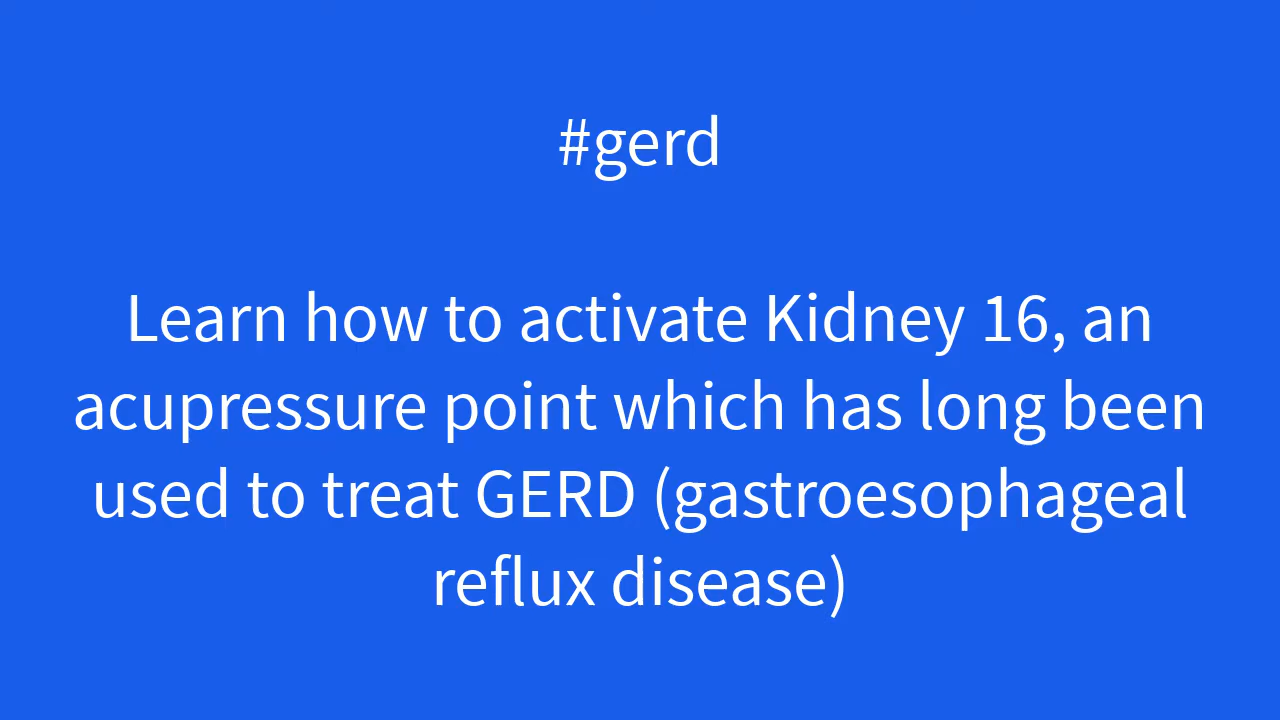 #gerd
Learn how to activate Kidney 16, an
acupressure point which has long been
used to treat GERD (gastroesophageal
reflux disease)